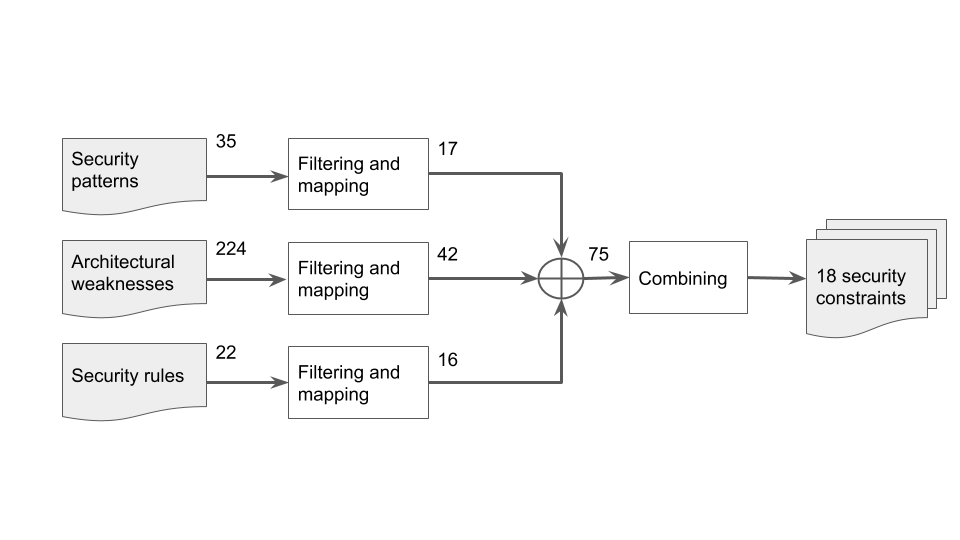 35
Security
patterns
Filtering and
mapping
17
224
Architectural
weaknesses
Filtering and
mapping
42
75
Combining
18 security
constraints
22
Security rules
Filtering and
mapping
16